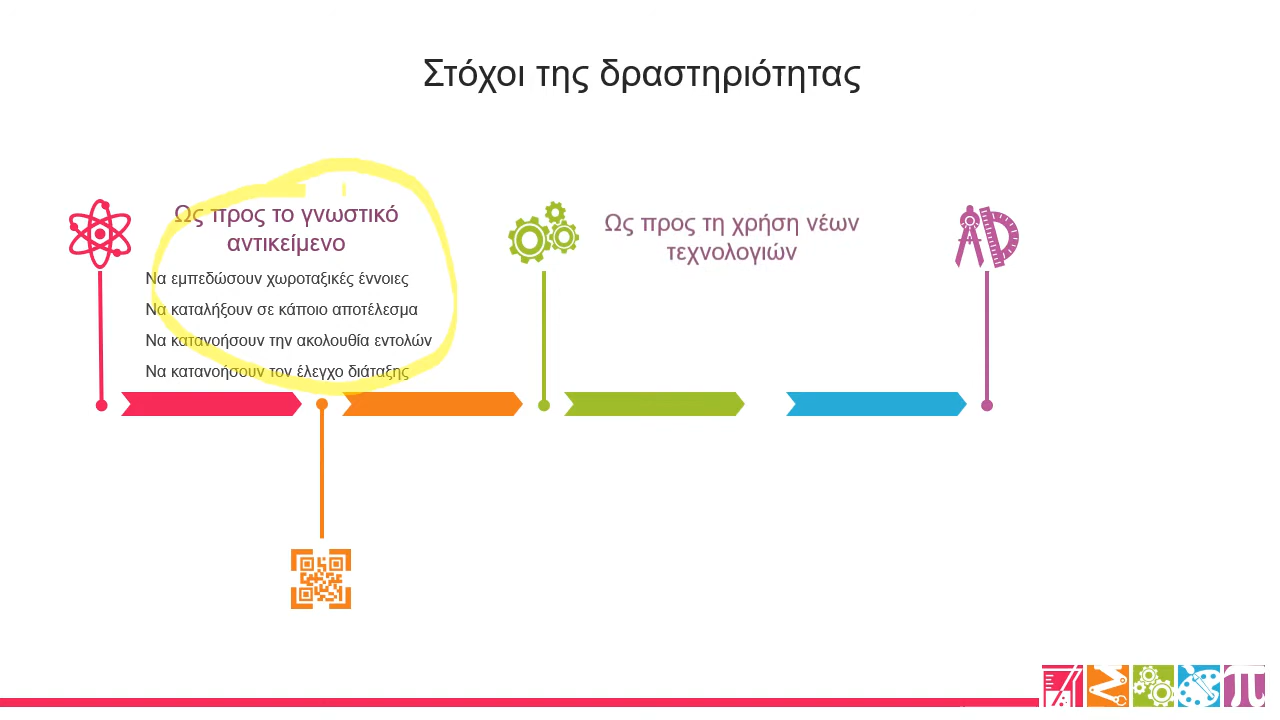 Στόχοι της δραστηριότητας
Ως προς το γνωστικό
αντικείμενο
Να εμπεδώσουν χωροταξικές έννοιες
Να καταλήξουν σε κάποιο αποτέλεσμα
Να κατανοήσουν την ακολουθία εντολών
Να κατανοήσουν τον έλεγχο διάταξης
Ως προς τη χρήση νέων
τεχνολογιών